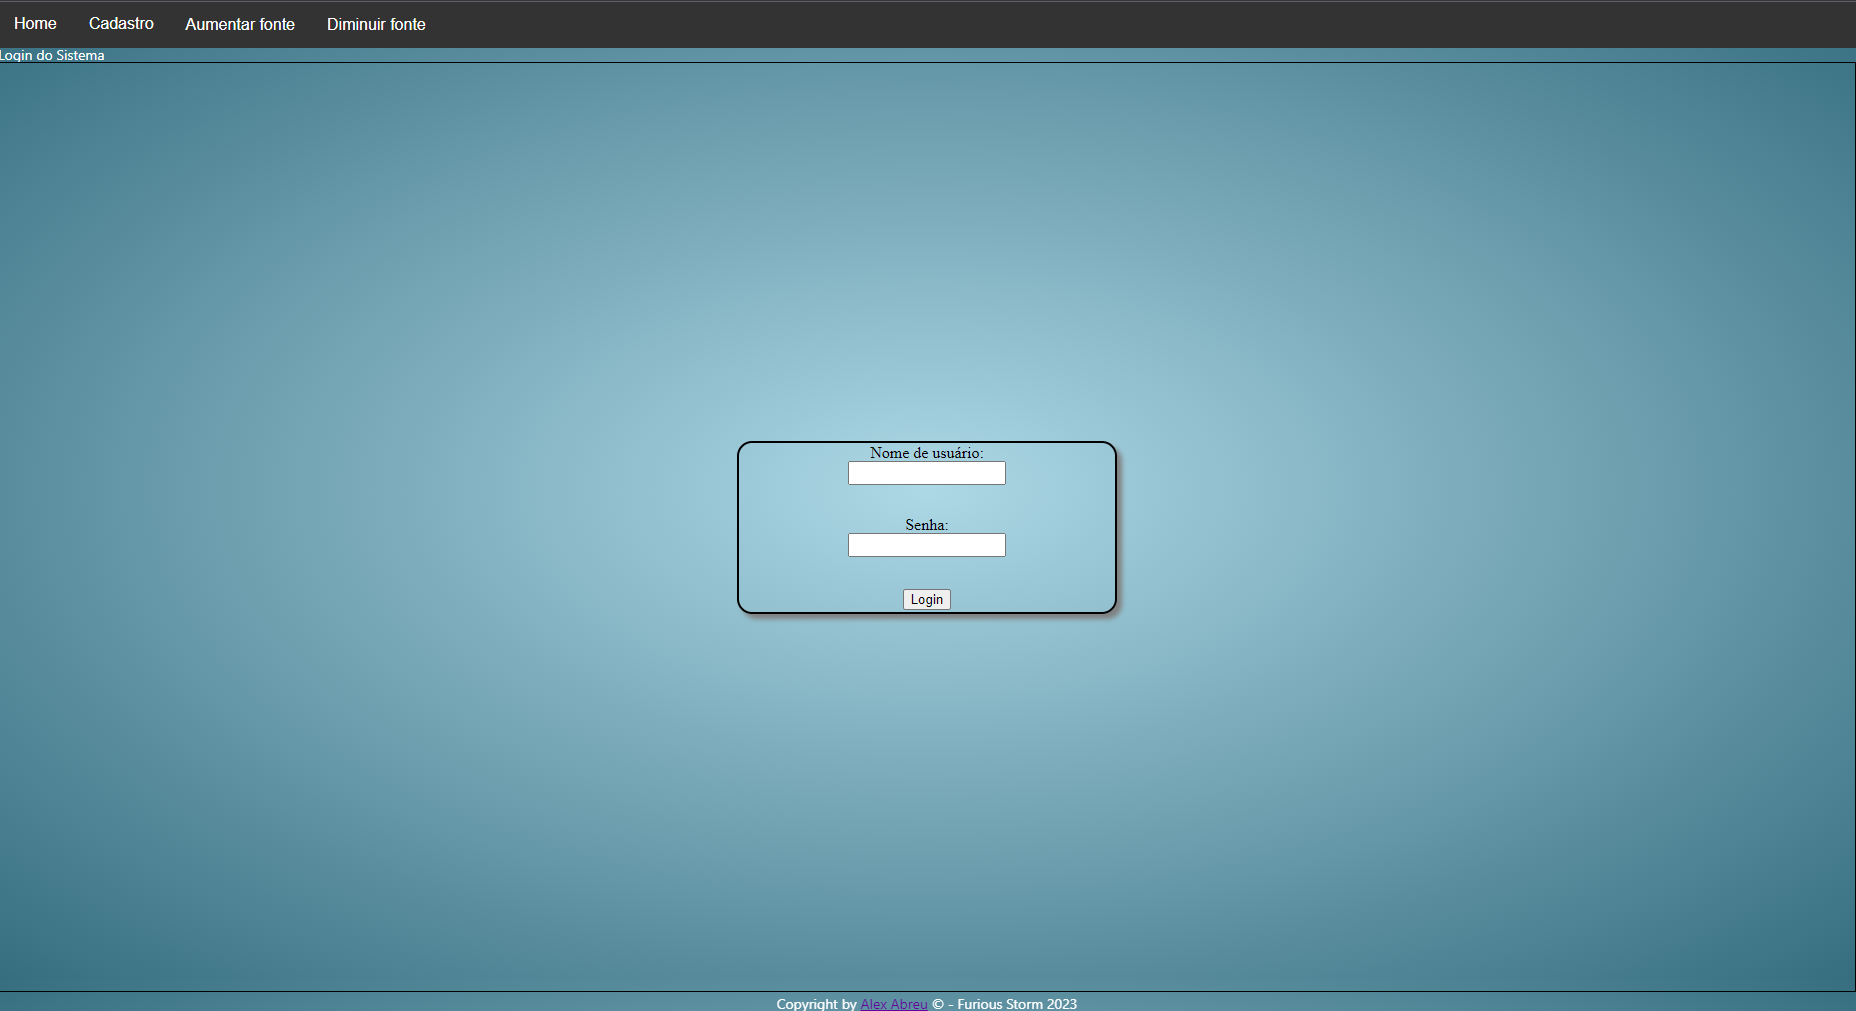 Home Cadastro Aumentar fonte Diminuir fonte
Login do Sistema
Nome de usuário:
Senha:
Login
Copyright by Alex Abreu © - Furious Storm 2023